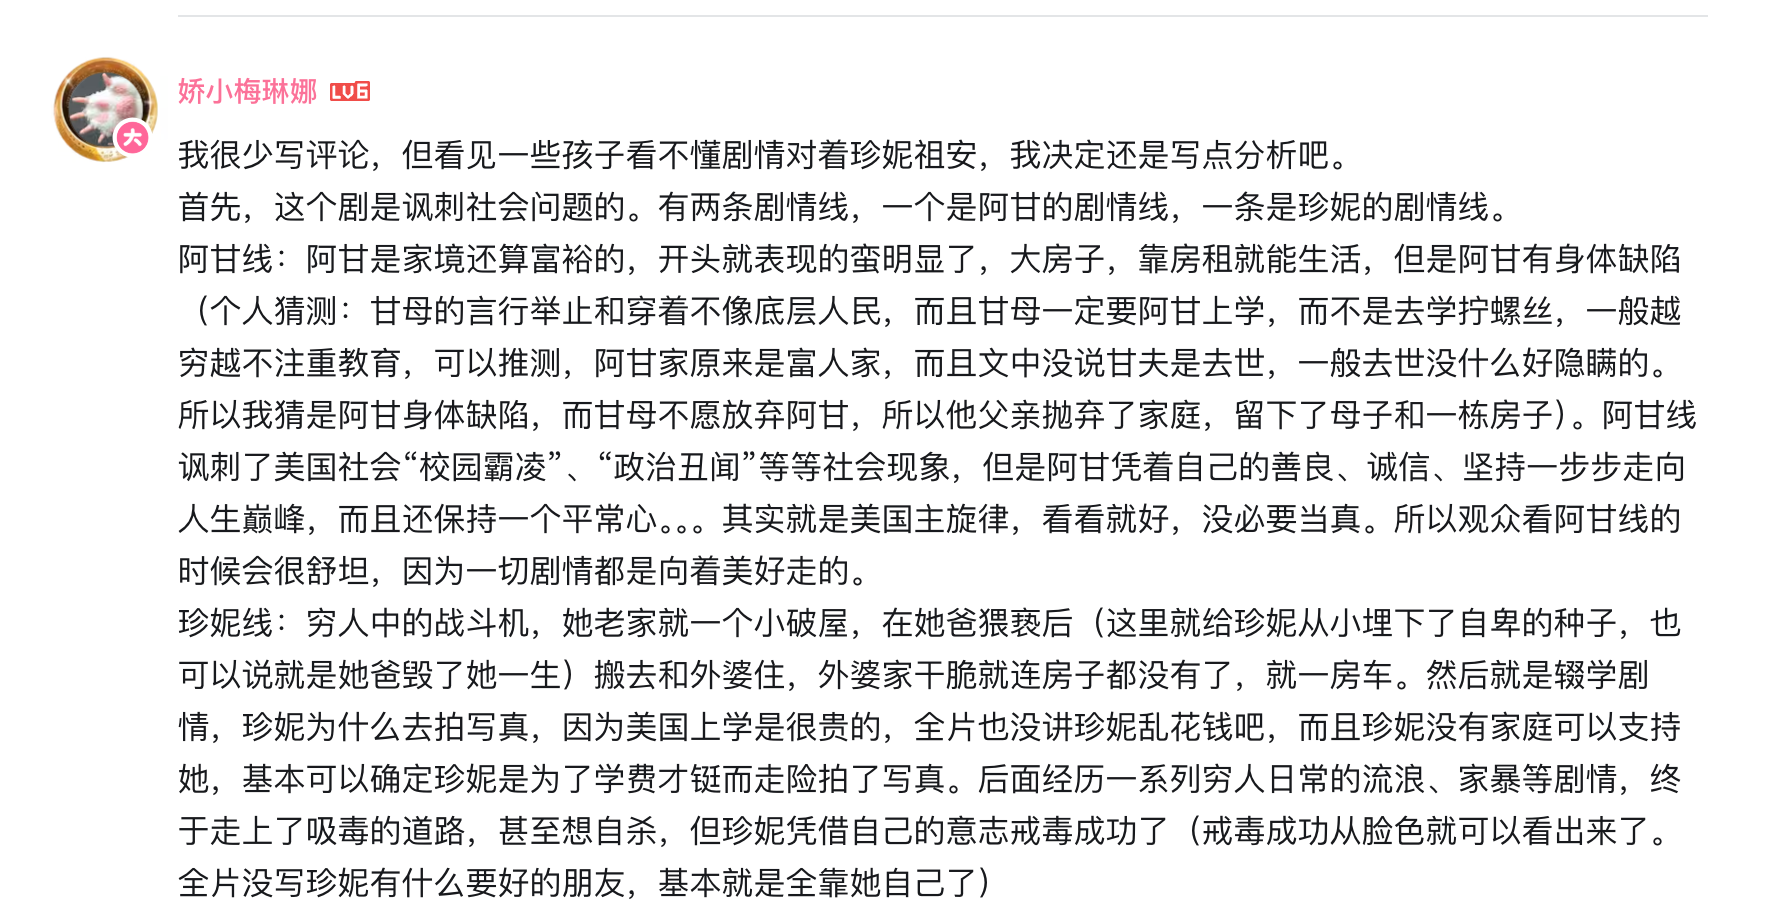 娇小梅琳娜 LV6
大
我很少写评论，但看见一些孩子看不懂剧情对着珍妮祖安，我决定还是写点分析吧。
首先，这个剧是讽刺社会问题的。有两条剧情线，一个是阿甘的剧情线，一条是珍妮的剧情线。
阿甘线：阿甘是家境还算富裕的，开头就表现的蛮明显了，大房子，靠房租就能生活，但是阿甘有身体缺陷
（个人猜测：甘母的言行举止和穿着不像底层人民，而且甘母一定要阿甘上学，而不是去学拧螺丝，一般越
穷越不注重教育，可以推测，阿甘家原来是富人家，而且文中没说甘夫是去世，一般去世没什么好隐瞒的。
所以我猜是阿甘身体缺陷，而甘母不愿放弃阿甘，所以他父亲抛弃了家庭，留下了母子和一栋房子）。阿甘线
讽刺了美国社会“校园霸凌”、“政治丑闻”等等社会现象，但是阿甘凭着自己的善良、诚信、坚持一步步走向
人生巅峰，而且还保持一个平常心。。。其实就是美国主旋律，看看就好，没必要当真。所以观众看阿甘线的
时候会很舒坦，因为一切剧情都是向着美好走的。
珍妮线：穷人中的战斗机，她老家就一个小破屋，在她爸猥亵后（这里就给珍妮从小埋下了自卑的种子，也
可以说就是她爸毁了她一生）搬去和外婆住，外婆家干脆就连房子都没有了，就一房车。然后就是辍学剧
情，珍妮为什么去拍写真，因为美国上学是很贵的，全片也没讲珍妮乱花钱吧，而且珍妮没有家庭可以支持
她，基本可以确定珍妮是为了学费才铤而走险拍了写真。后面经历一系列穷人日常的流浪、家暴等剧情，终
于走上了吸毒的道路，甚至想自杀，但珍妮凭借自己的意志戒毒成功了（戒毒成功从脸色就可以看出来了。
全片没写珍妮有什么要好的朋友，基本就是全靠她自己了）